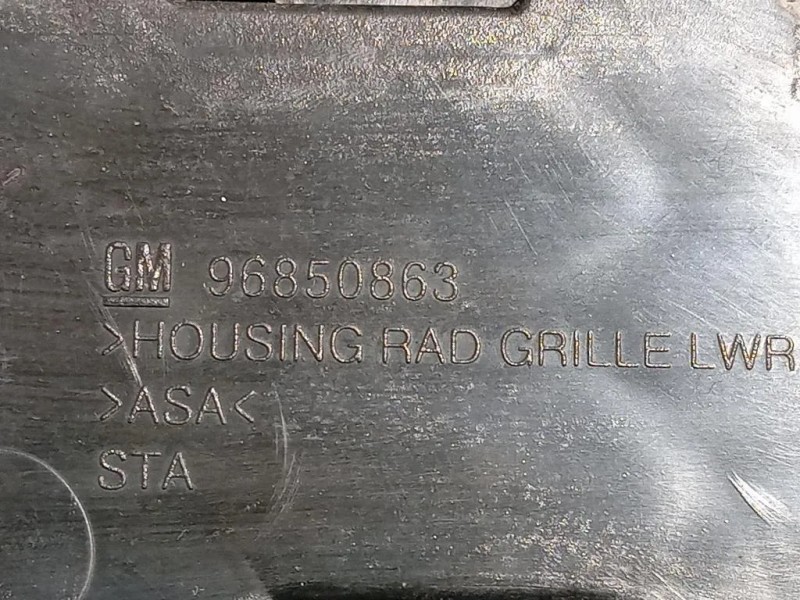 GM 96850863
>HOUSING RAD GRILLE LWR
>ASA<
STA